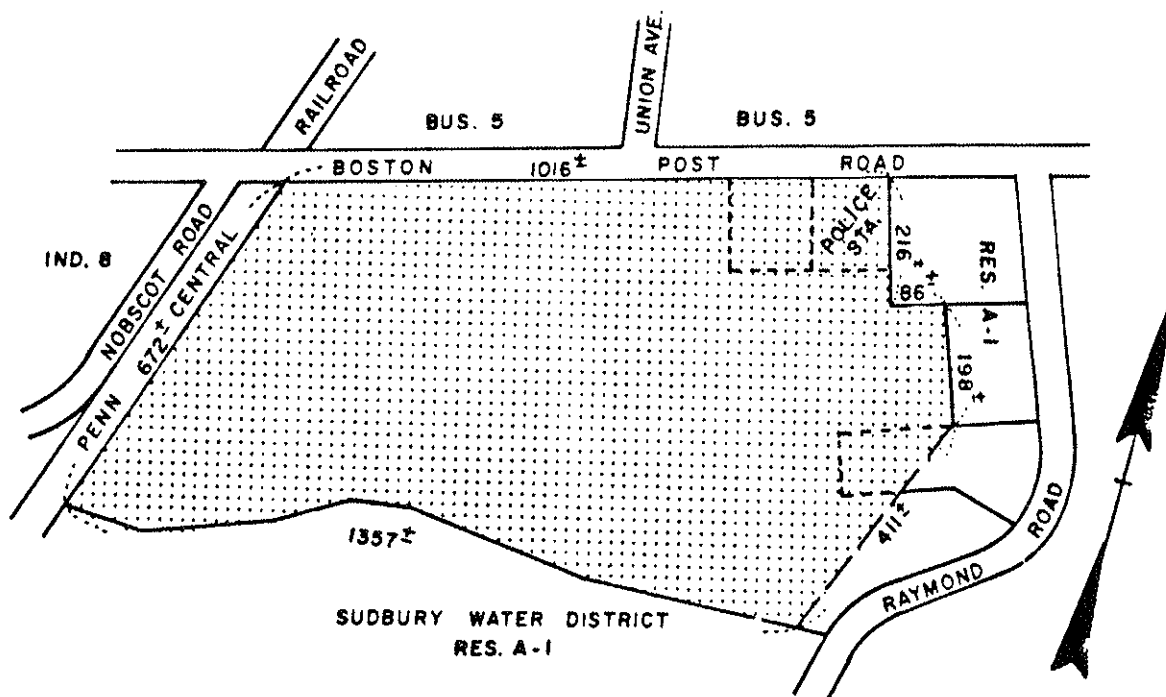 UNION AVE.
RAILROAD
BUS. 5
BUS. 5
BOSTON 1016± POST ROAD
POLICE
STA.
216±
86±
RES A-1
198±
IND. 8
NOBSCOT ROAD
PENN 672± CENTRAL
411±
1357±
RAYMOND ROAD
SUDBURY WATER DISTRICT
RES. A-1